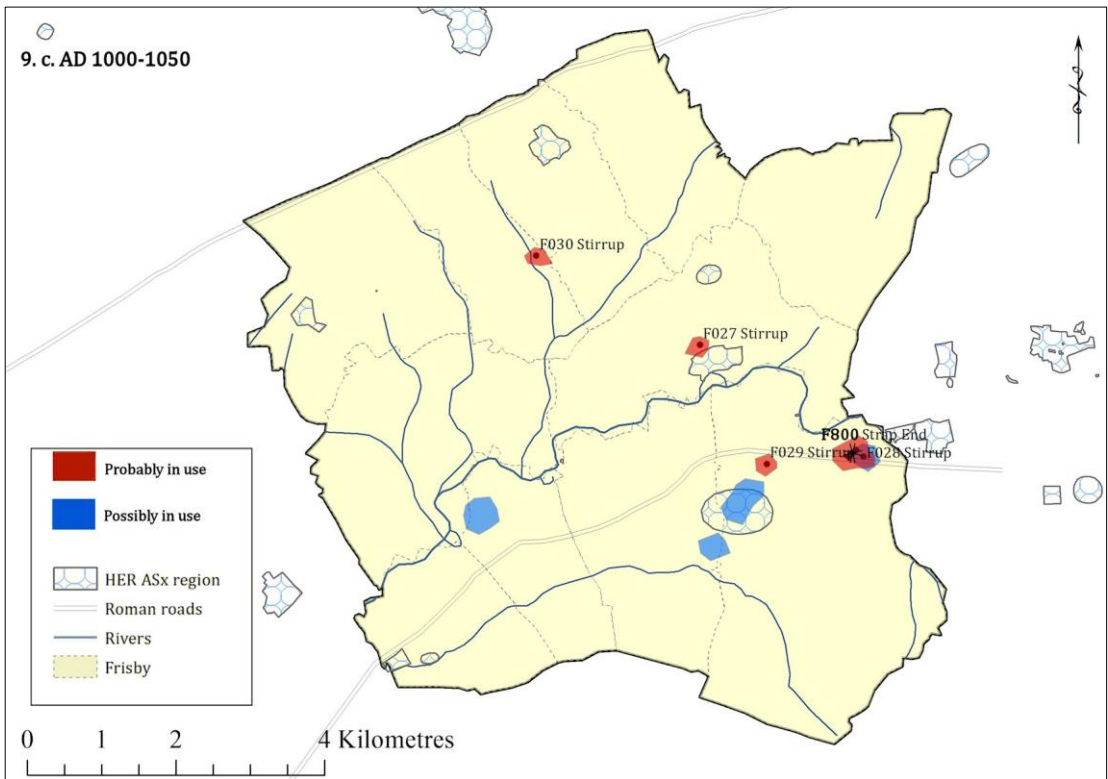 9. c. AD 1000-1050
F030 Stirrup
F027 Stirrup
F800 Strap End
F029 Stirrup
F028 Stirrup
Probably in use
Possibly in use
HER ASx region
Roman roads
Rivers
Frisby
0 1 2 4 Kilometres